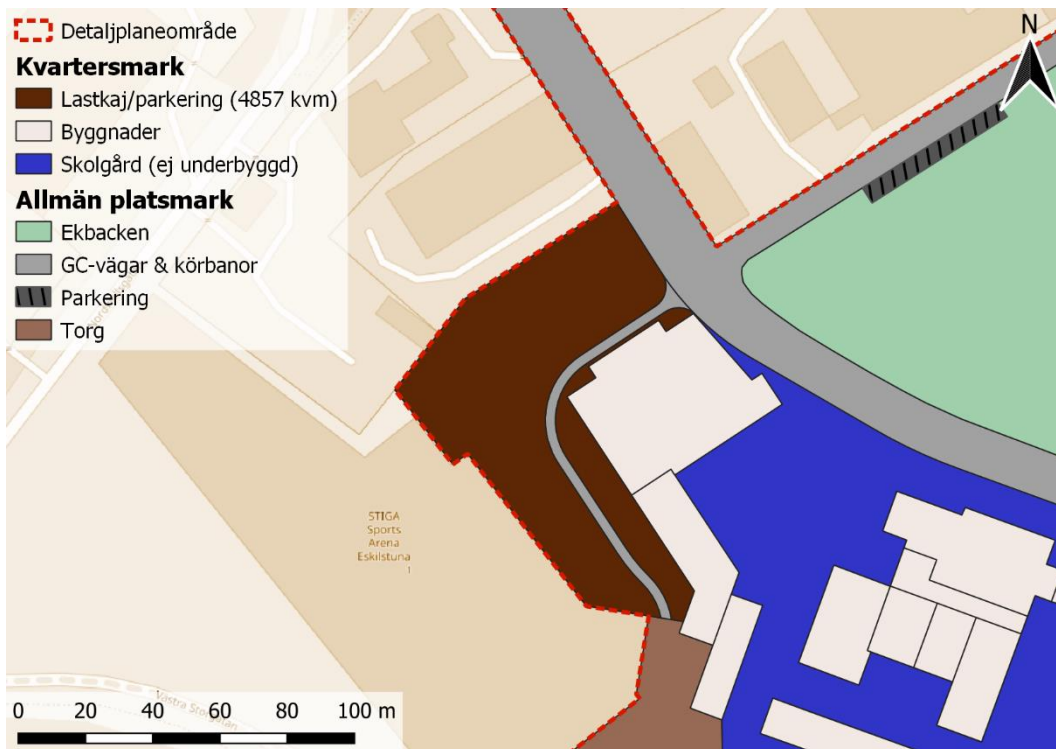 Detaljplaneområde
Kvartersmark
Lastkaj/parkering (4857 kvm)
Byggnader
Skolgård (ej underbyggd)
Allmän platsmark
Ekbacken
GC-vägar & körbanor
Parkering
Torg
N
STIGA
Sports
Arena
Eskilstuna
1
Västra Storgatan
0 20 40 60 80 100 m